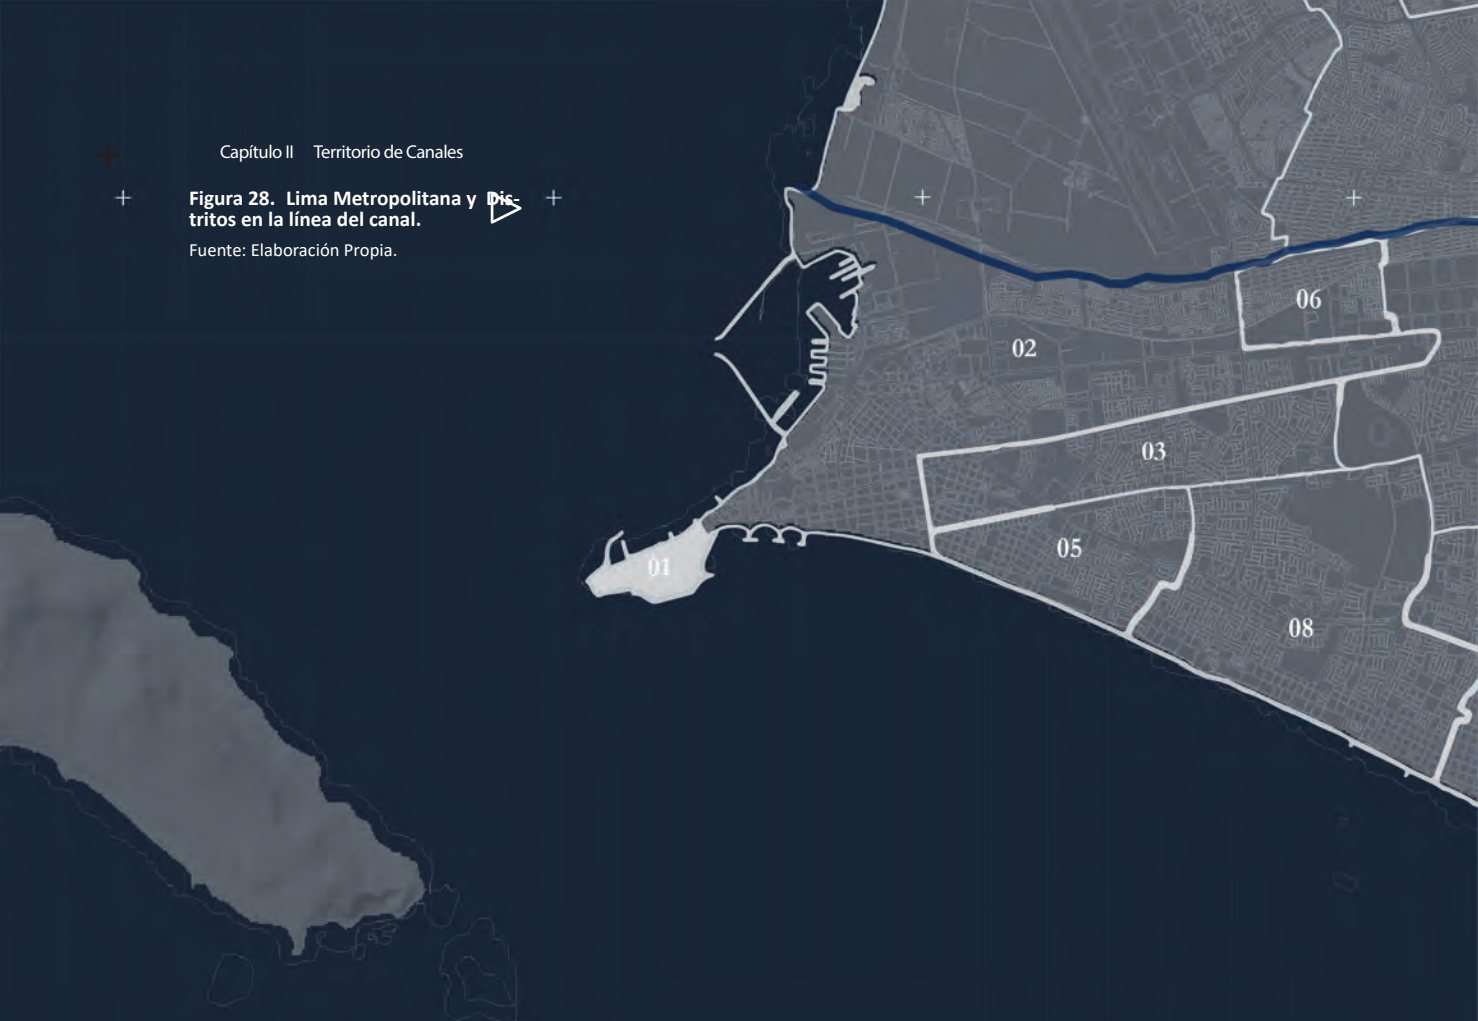 Capítulo II Territorio de Canales
Figura 28. Lima Metropolitana y Dis-
tritos en la línea del canal.
Fuente: Elaboración Propia.
06
02
03
05
01
08